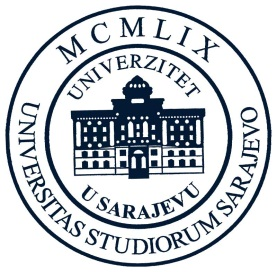 MCMLIX
UNIVERZITET
U SARAJEVU
UNIVERSITAS STUDIORUM SARAJEVO